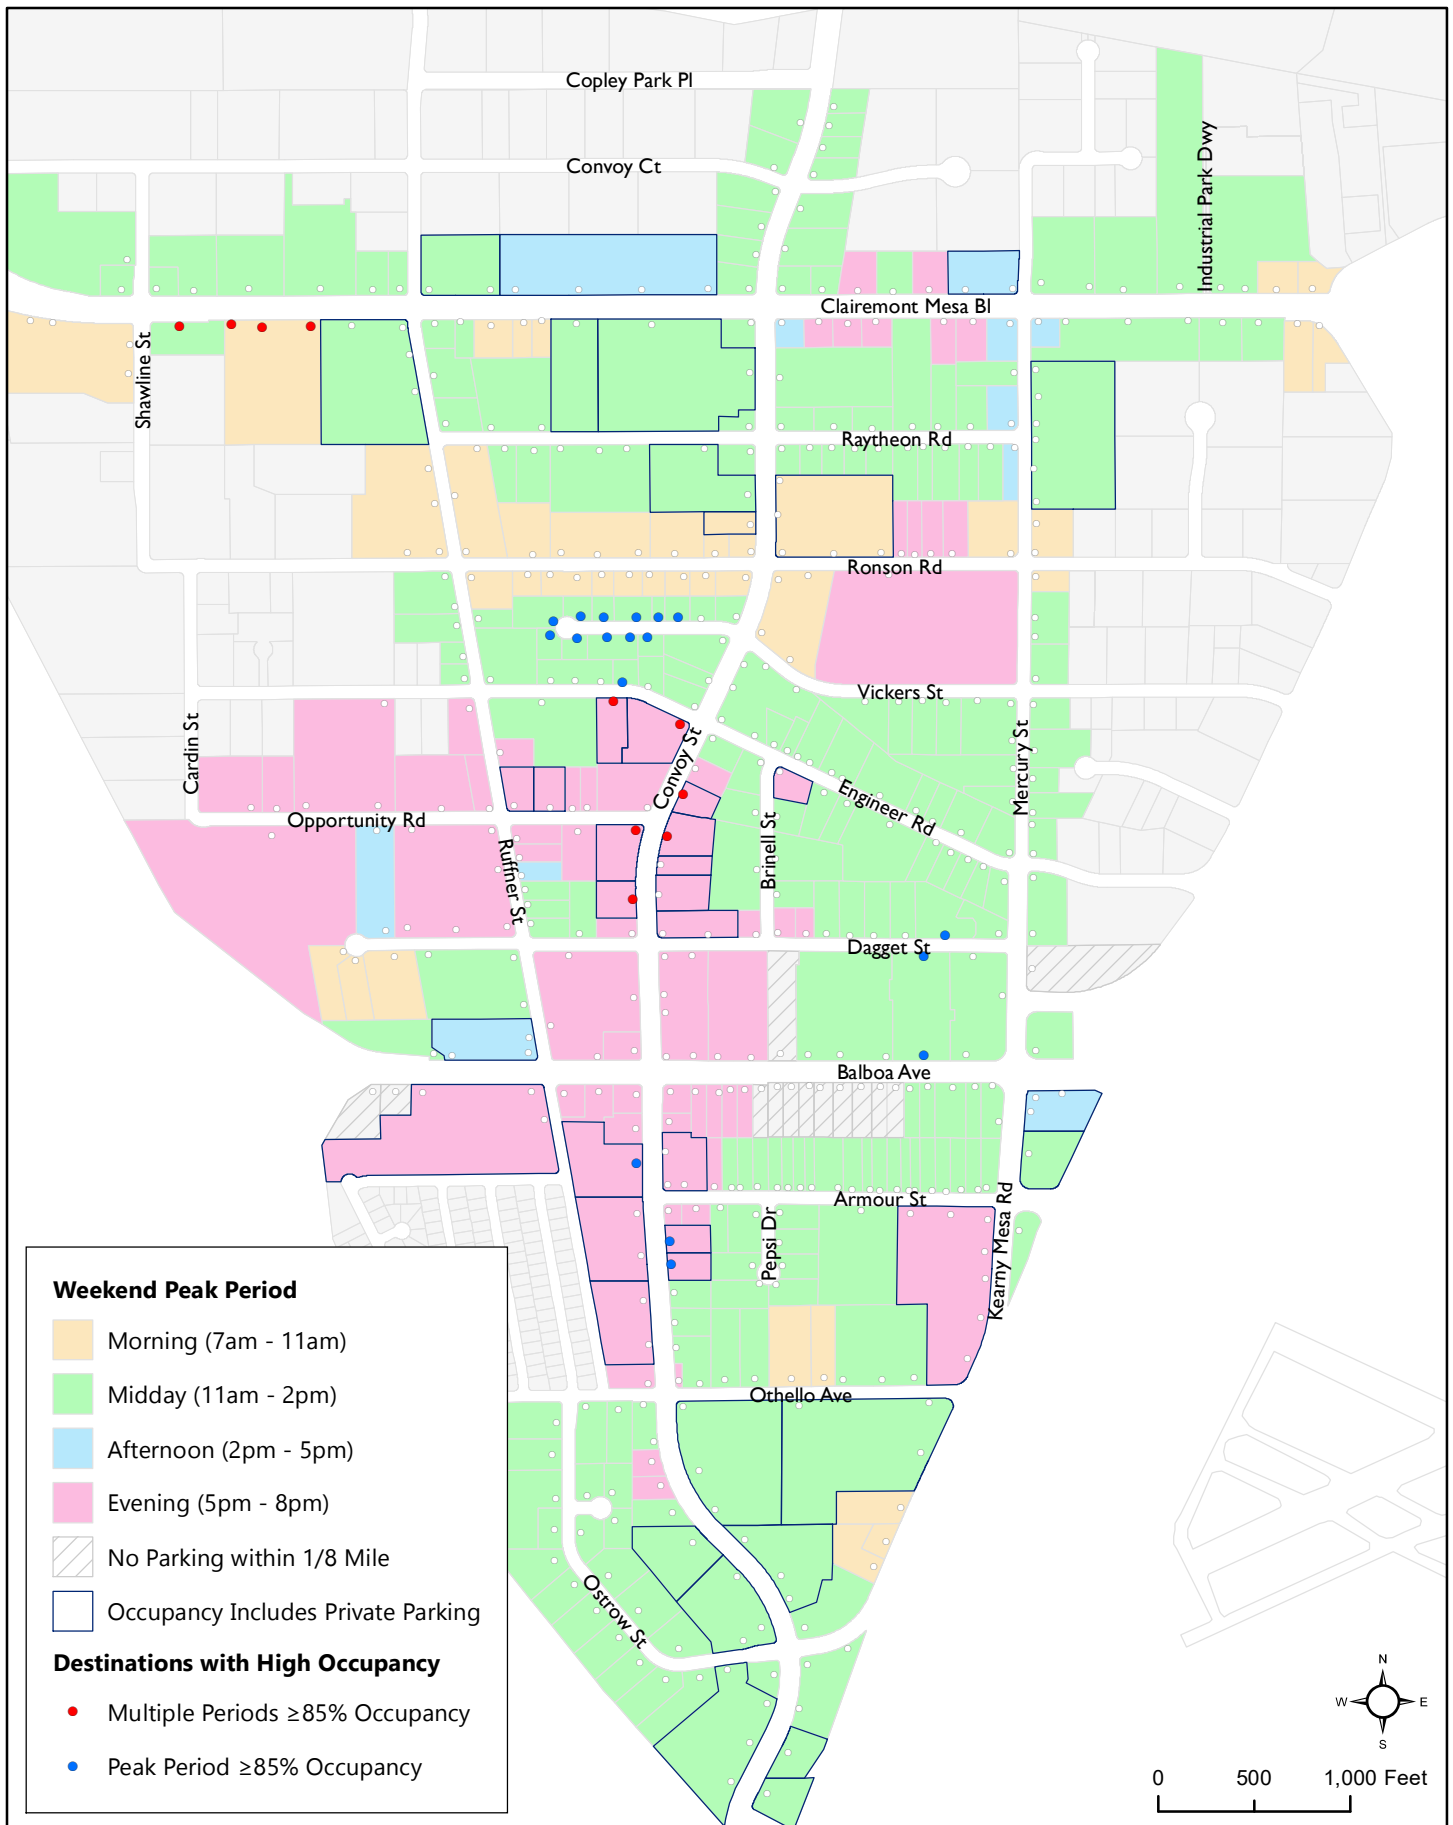 Copley Park Pl
Convoy Ct
Industrial Park Dwy
Clairemont Mesa Bl
Shawline St
Raytheon Rd
Ronson Rd
Vickers St
Cardin St
Convoy St
Mercury St
Engineer Rd
Opportunity Rd
Ruffner St
Brinell St
Dagget St
Balboa Ave
Armour St
Pepsi Dr
Kearny Mesa Rd
Othello Ave
Ostrow St
Weekend Peak Period
Morning (7am - 11am)
Midday (11am - 2pm)
Afternoon (2pm - 5pm)
Evening (5pm - 8pm)
No Parking within 1/8 Mile
Occupancy Includes Private Parking
Destinations with High Occupancy
Multiple Periods ≥85% Occupancy
Peak Period ≥85% Occupancy
N
W E
S
0 500 1,000 Feet